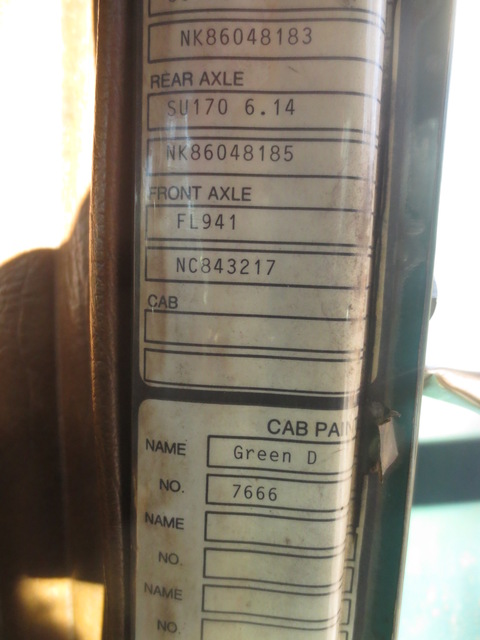 NK86048183
REAR AXLE
SU170 6.14
NK86048185
FRONT AXLE
FL941
NC843217
CAB
CAB PAIN
NAME Green D
NO. 7666
NAME
NO.
NAME
NO.